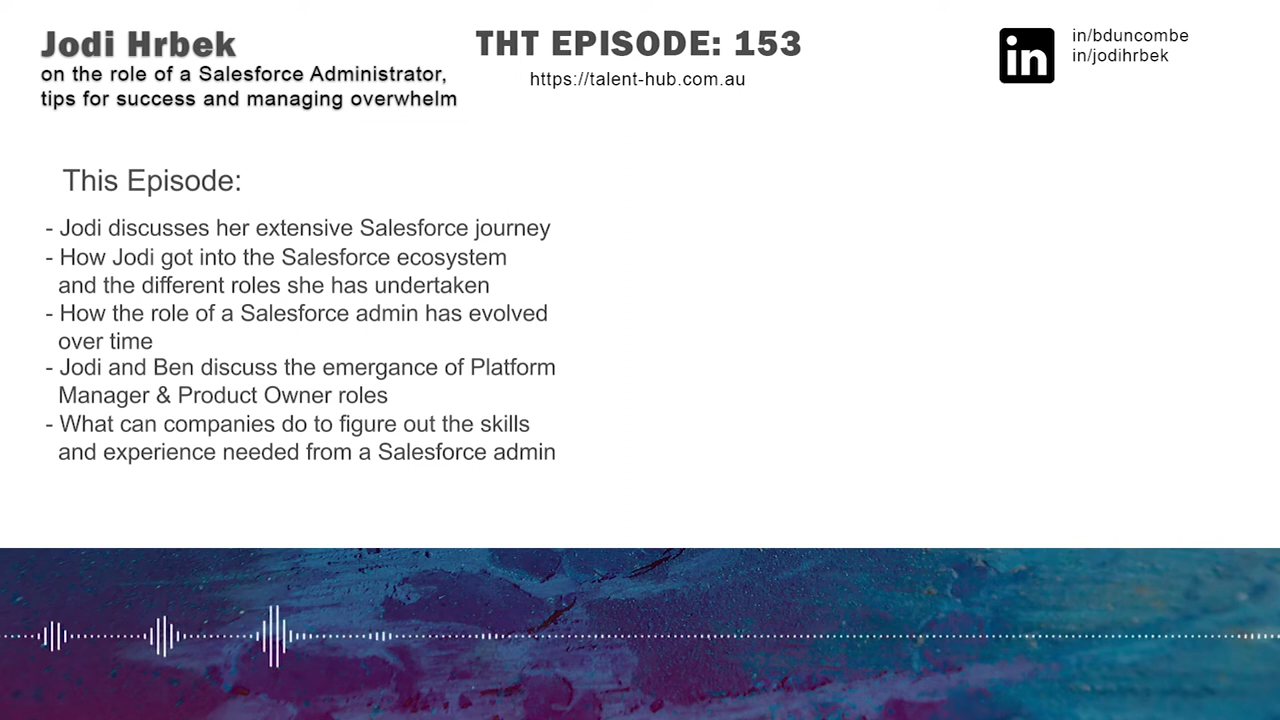 Jodi Hrbek
on the role of a Salesforce Administrator,
tips for success and managing overwhelm
THT EPISODE: 153
https://talent-hub.com.au
in
in/bduncombe
in/jodihrbek
This Episode:
- Jodi discusses her extensive Salesforce journey
- How Jodi got into the Salesforce ecosystem
and the different roles she has undertaken
- How the role of a Salesforce admin has evolved
over time
- Jodi and Ben discuss the emergance of Platform
Manager & Product Owner roles
- What can companies do to figure out the skills
and experience needed from a Salesforce admin